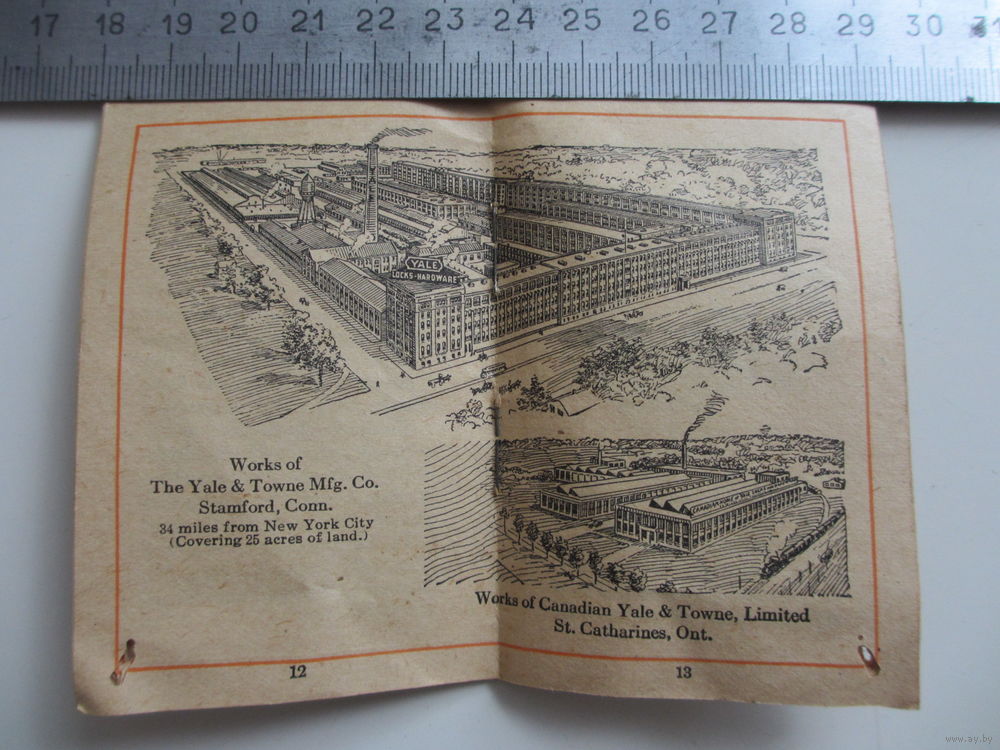 17 18 19 20 21 22 23 24 25 26 27 28 29 30 31
YALE
LOCKS-HARDWARE
Works of
The Yale & Towne Mfg. Co.
Stamford, Conn.
34 miles from New York City
(Covering 25 acres of land.)
Works of Canadian Yale & Towne, Limited
St. Catharines, Ont.
12
13
www.ay.by